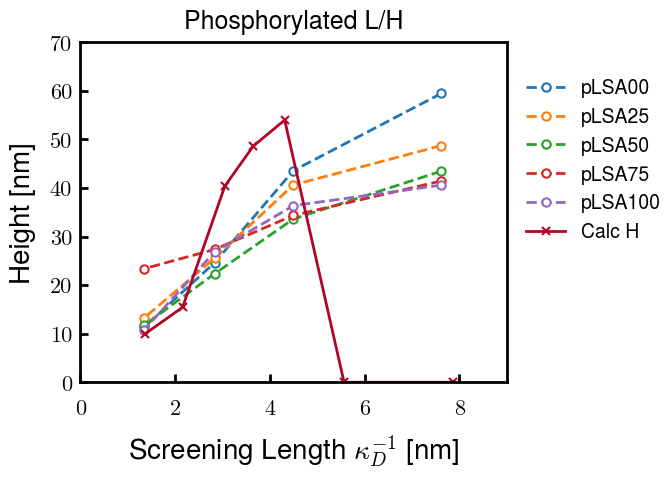 Phosphorylated L/H
Height [nm]
70
60
50
40
30
20
10
0
0 2 4 6 8
Screening Length κ_D^{-1} [nm]
pLSA00
pLSA25
pLSA50
pLSA75
pLSA100
Calc H